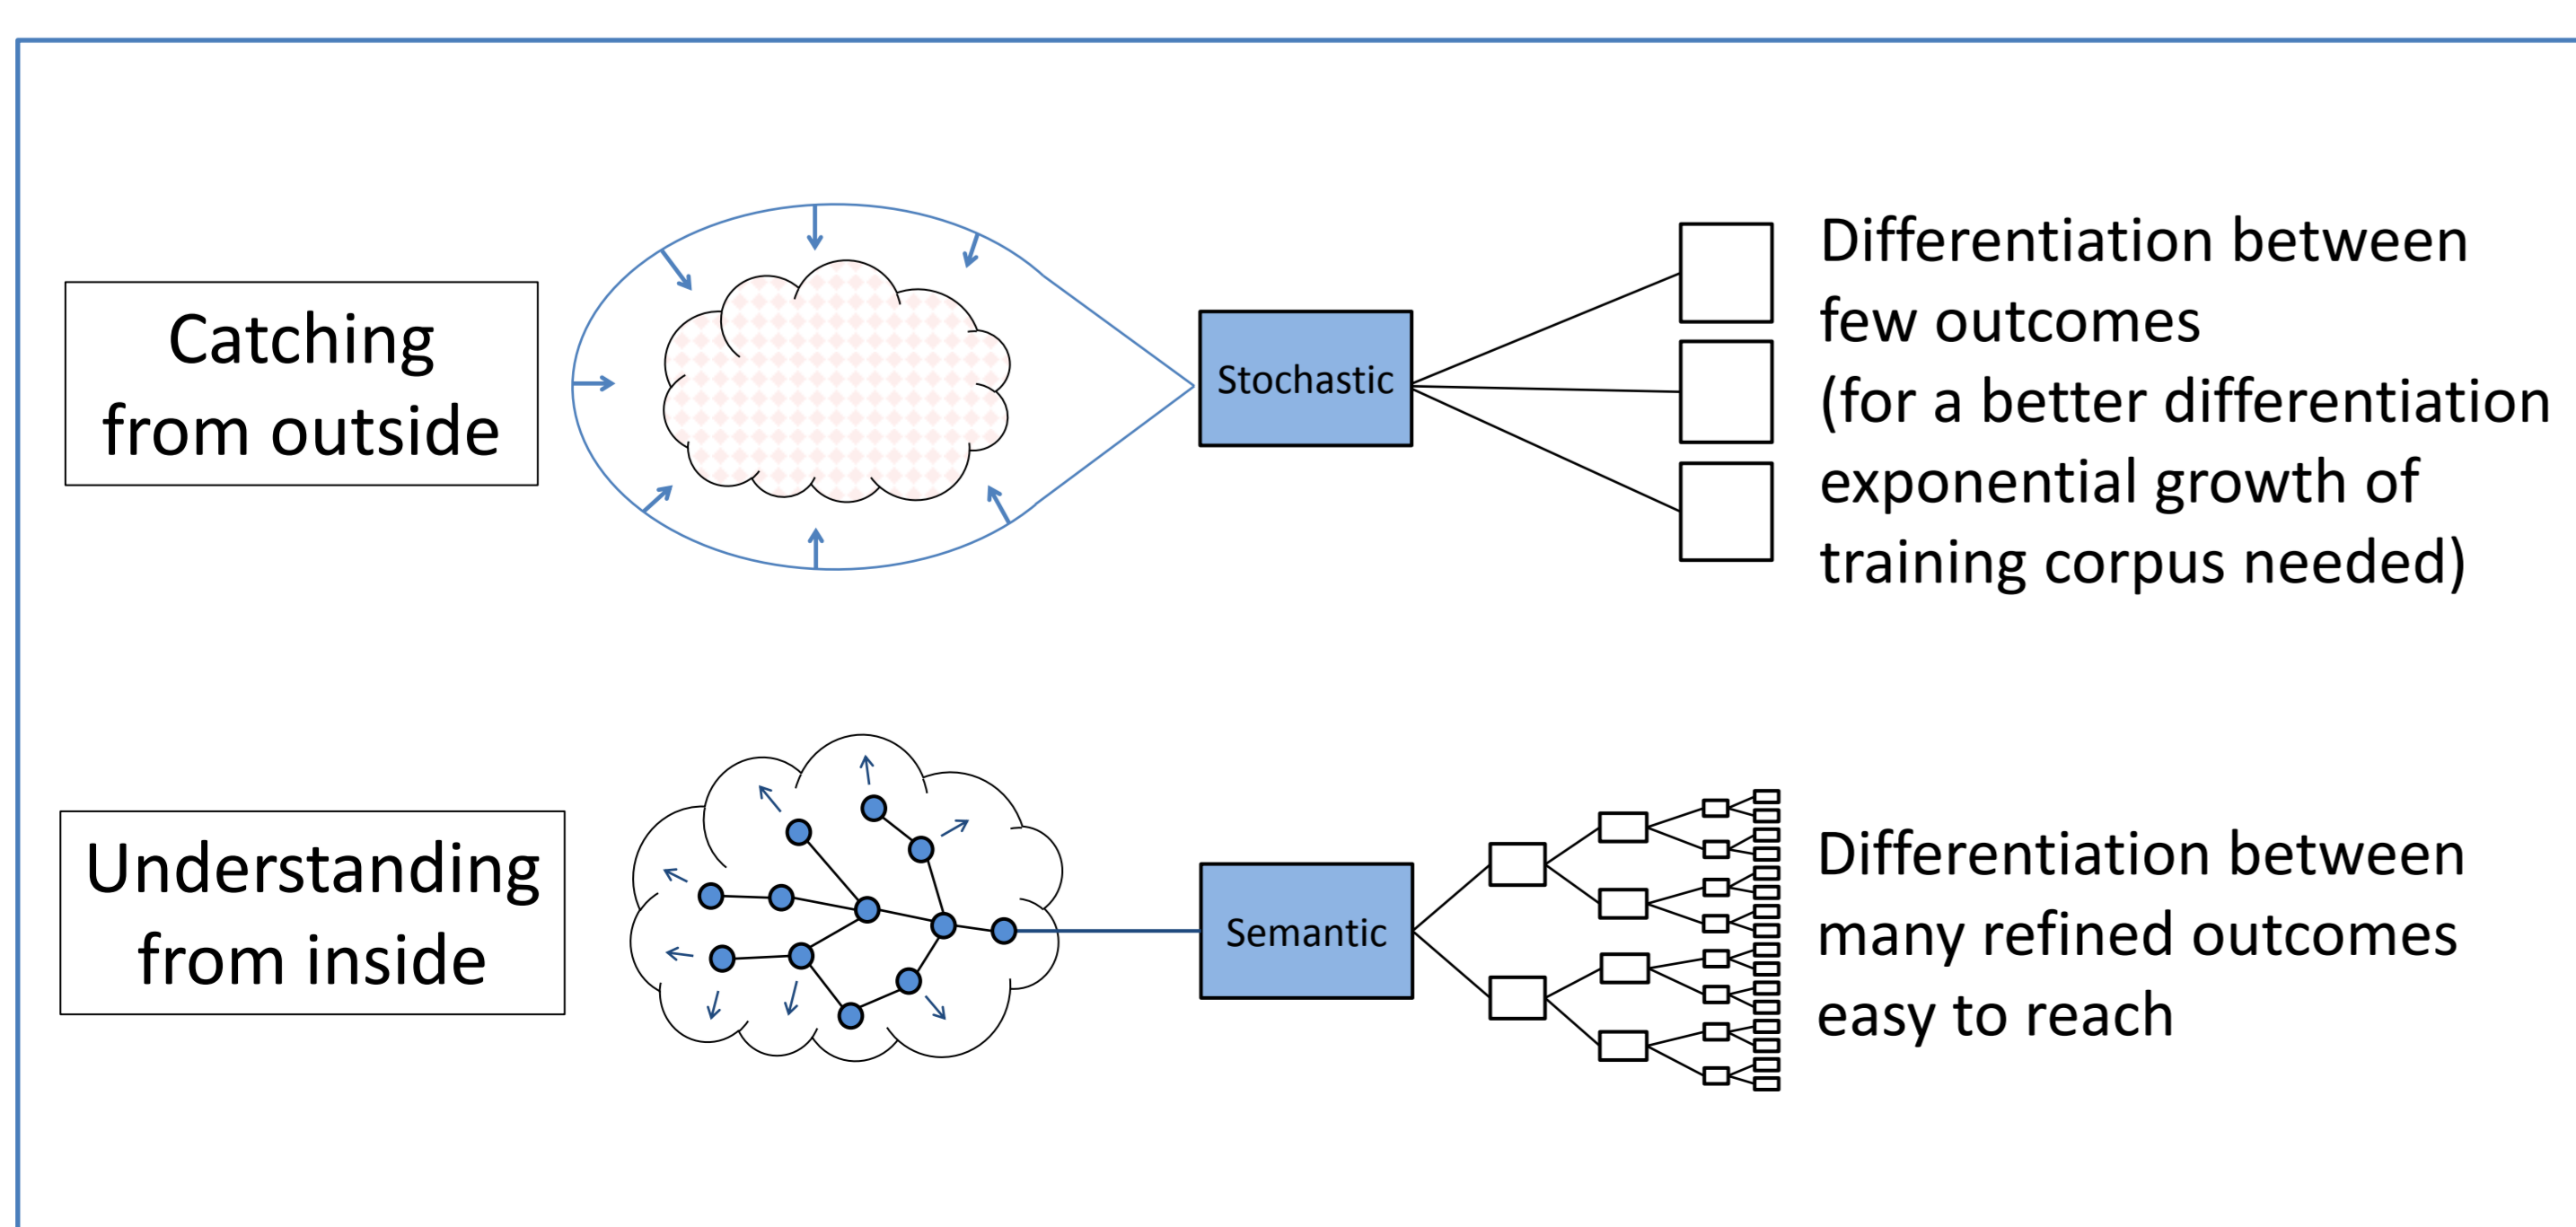 Catching
from outside
Stochastic
Differentiation between
few outcomes
(for a better differentiation
exponential growth of
training corpus needed)
Understanding
from inside
Semantic
Differentiation between
many refined outcomes
easy to reach